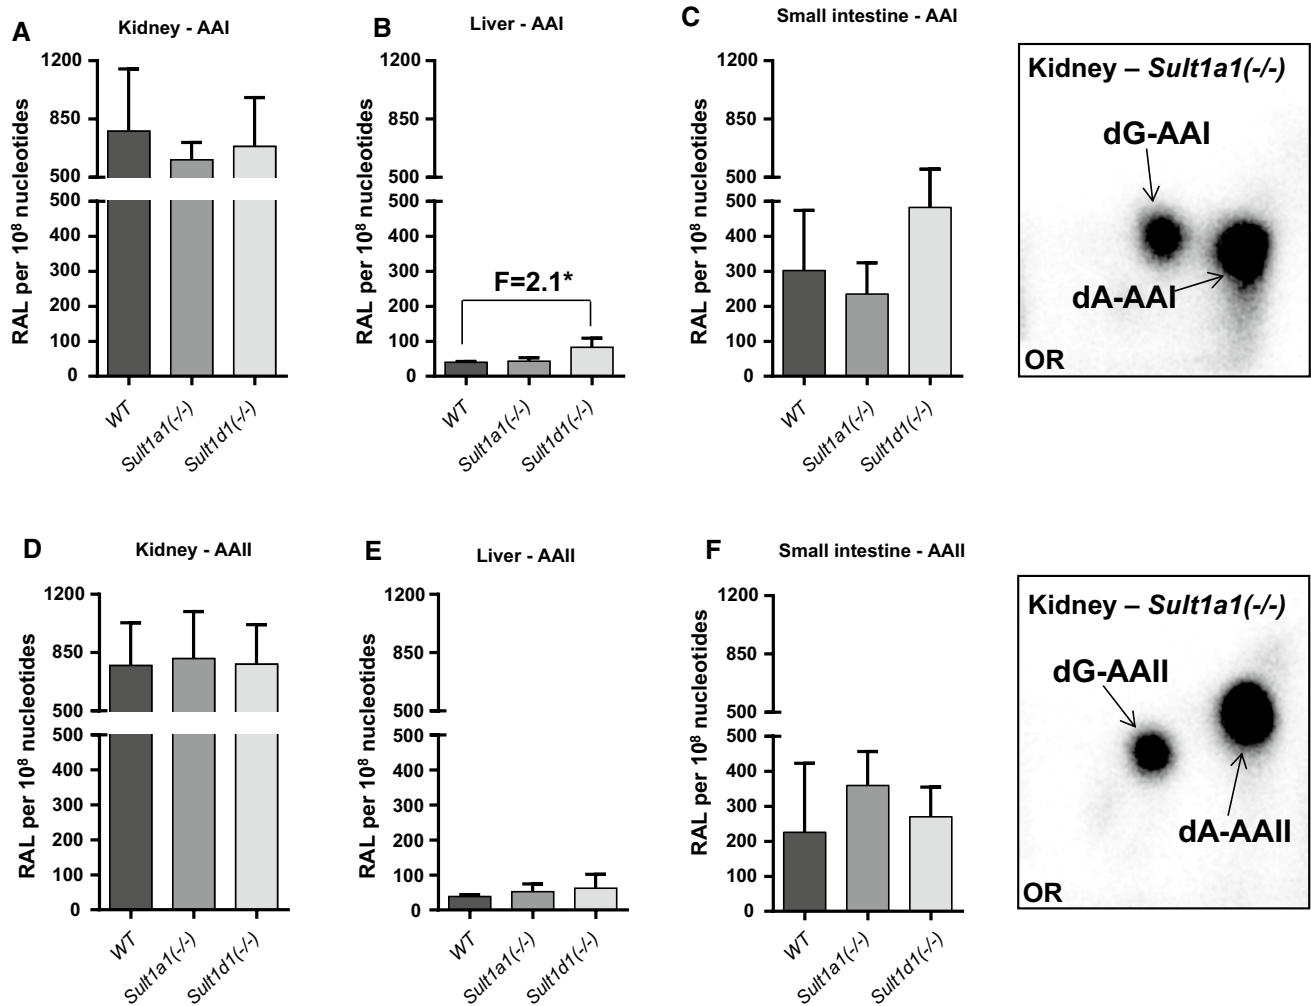 A
Kidney - AAI
RAL per 10⁸ nucleotides
1200
850
500
500
400
300
200
100
0
WT
Sult1a1(-/-)
Sult1d1(-/-)
B
Liver - AAI
RAL per 10⁸ nucleotides
1200
850
500
500
400
300
200
100
0
F=2.1*
WT
Sult1a1(-/-)
Sult1d1(-/-)
C
Small intestine - AAI
RAL per 10⁸ nucleotides
1200
850
500
500
400
300
200
100
0
WT
Sult1a1(-/-)
Sult1d1(-/-)
Kidney – Sult1a1(-/-)
dG-AAI
dA-AAI
OR
D
Kidney - AAII
RAL per 10⁸ nucleotides
1200
850
500
500
400
300
200
100
0
WT
Sult1a1(-/-)
Sult1d1(-/-)
E
Liver - AAII
RAL per 10⁸ nucleotides
1200
850
500
500
400
300
200
100
0
WT
Sult1a1(-/-)
Sult1d1(-/-)
F
Small intestine - AAII
RAL per 10⁸ nucleotides
1200
850
500
500
400
300
200
100
0
WT
Sult1a1(-/-)
Sult1d1(-/-)
Kidney – Sult1a1(-/-)
dG-AAII
dA-AAII
OR